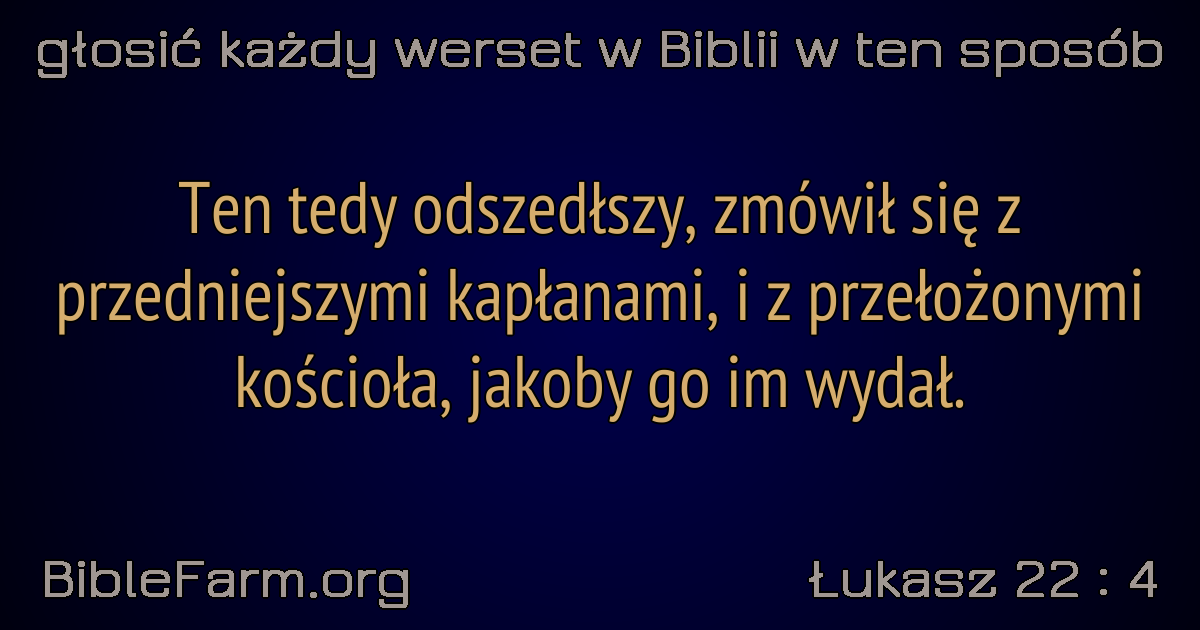 głosić każdy werset w Biblii w ten sposób
Ten tedy odszedłszy, zmówił się z
przedniejszymi kapłanami, i z przełożonymi
kościoła, jakoby go im wydał.
BibleFarm.org
Łukasz 22 : 4